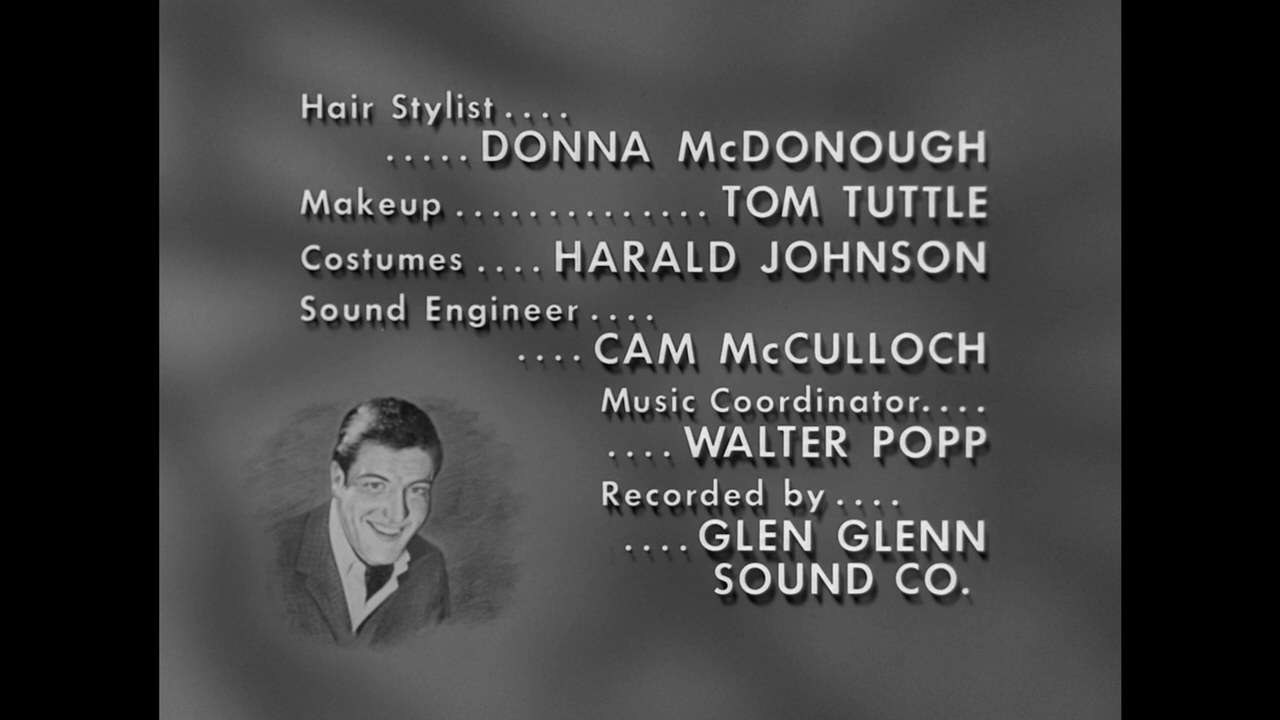 Hair Stylist....
.....DONNA McDONOUGH
Makeup..............TOM TUTTLE
Costumes....HARALD JOHNSON
Sound Engineer....
....CAM McCULLOCH
Music Coordinator....
....WALTER POPP
Recorded by....
....GLEN GLENN
SOUND CO.